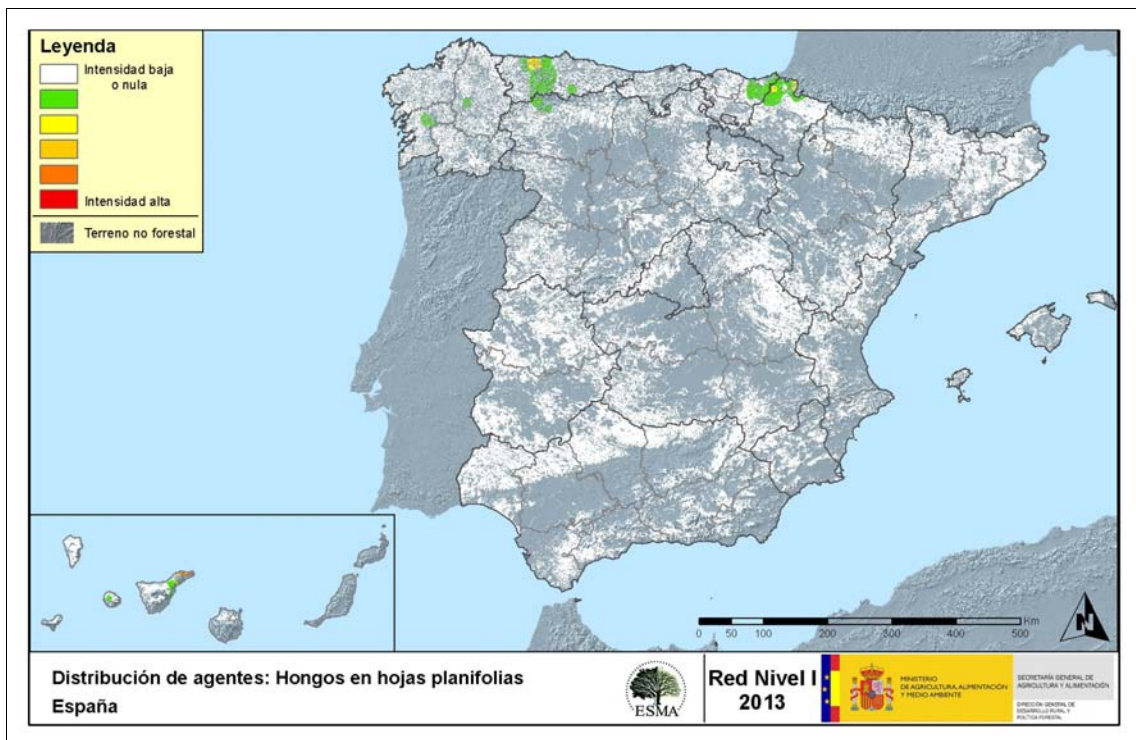 Leyenda
Intensidad baja
o nula
Intensidad alta
Terreno no forestal
Km
0 50 100 200 300 400 500
N
Distribución de agentes: Hongos en hojas planifolias
España
ESMA
Red Nivel I
2013
MINISTERIO
DE AGRICULTURA, ALIMENTACIÓN
Y MEDIO AMBIENTE
SECRETARÍA GENERAL DE
AGRICULTURA Y ALIMENTACIÓN
DIRECCIÓN GENERAL DE
DESARROLLO RURAL Y
POLÍTICA FORESTAL